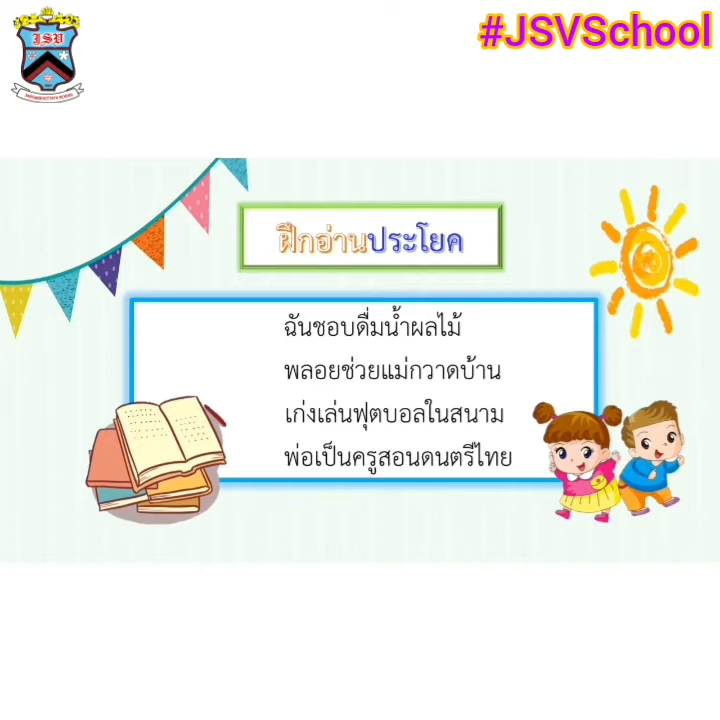 JSV
#JSVSchool
ฝึกอ่านประโยค
ฉันชอบดื่มน้ำผลไม้
พลอยช่วยแม่กวาดบ้าน
เก่งเล่นฟุตบอลในสนาม
พ่อเป็นครูสอนดนตรีไทย